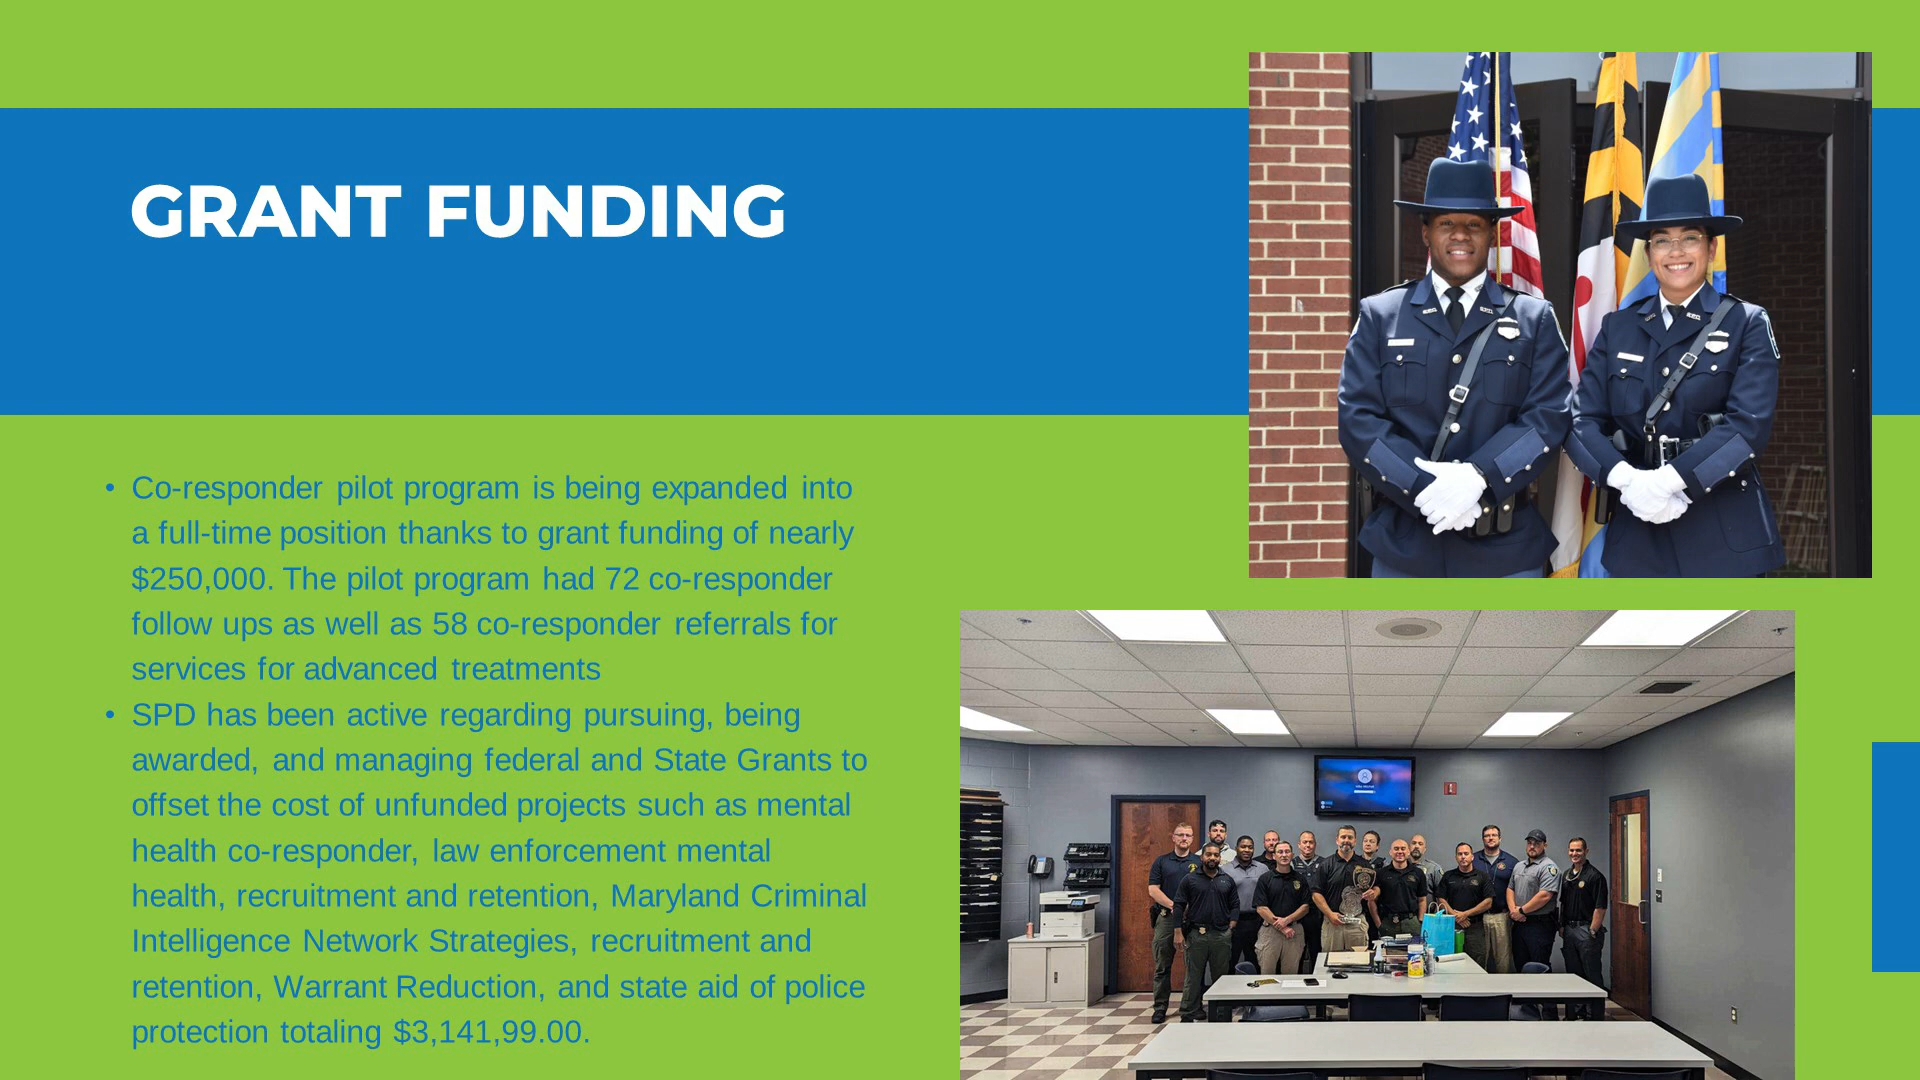 GRANT FUNDING
• Co-responder pilot program is being expanded into
a full-time position thanks to grant funding of nearly
$250,000. The pilot program had 72 co-responder
follow ups as well as 58 co-responder referrals for
services for advanced treatments
• SPD has been active regarding pursuing, being
awarded, and managing federal and State Grants to
offset the cost of unfunded projects such as mental
health co-responder, law enforcement mental
health, recruitment and retention, Maryland Criminal
Intelligence Network Strategies, recruitment and
retention, Warrant Reduction, and state aid of police
protection totaling $3,141,99.00.